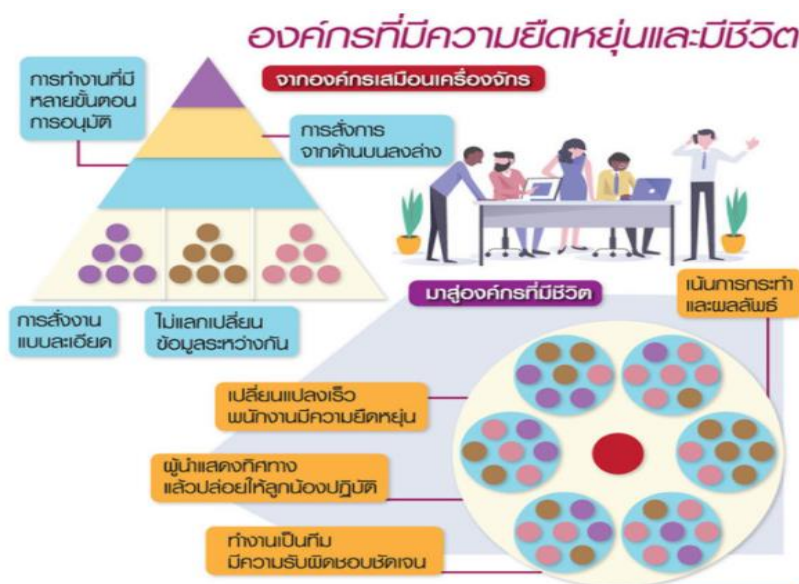 องค์กรที่มีความยืดหยุ่นและมีชีวิต
จากองค์กรเสมือนเครื่องจักร
การทำงานที่มี
หลายขั้นตอน
การอนุมัติ
การสั่งการ
จากด้านบนลงล่าง
การสั่งงาน
แบบละเอียด
ไม่แลกเปลี่ยน
ข้อมูลระหว่างกัน
มาสู่องค์กรที่มีชีวิต
เน้นการกระทำ
และผลลัพธ์
เปลี่ยนแปลงเร็ว
พนักงานมีความยืดหยุ่น
ผู้นำแสดงทิศทาง
แล้วปล่อยให้ลูกน้องปฏิบัติ
ทำงานเป็นทีม
มีความรับผิดชอบชัดเจน